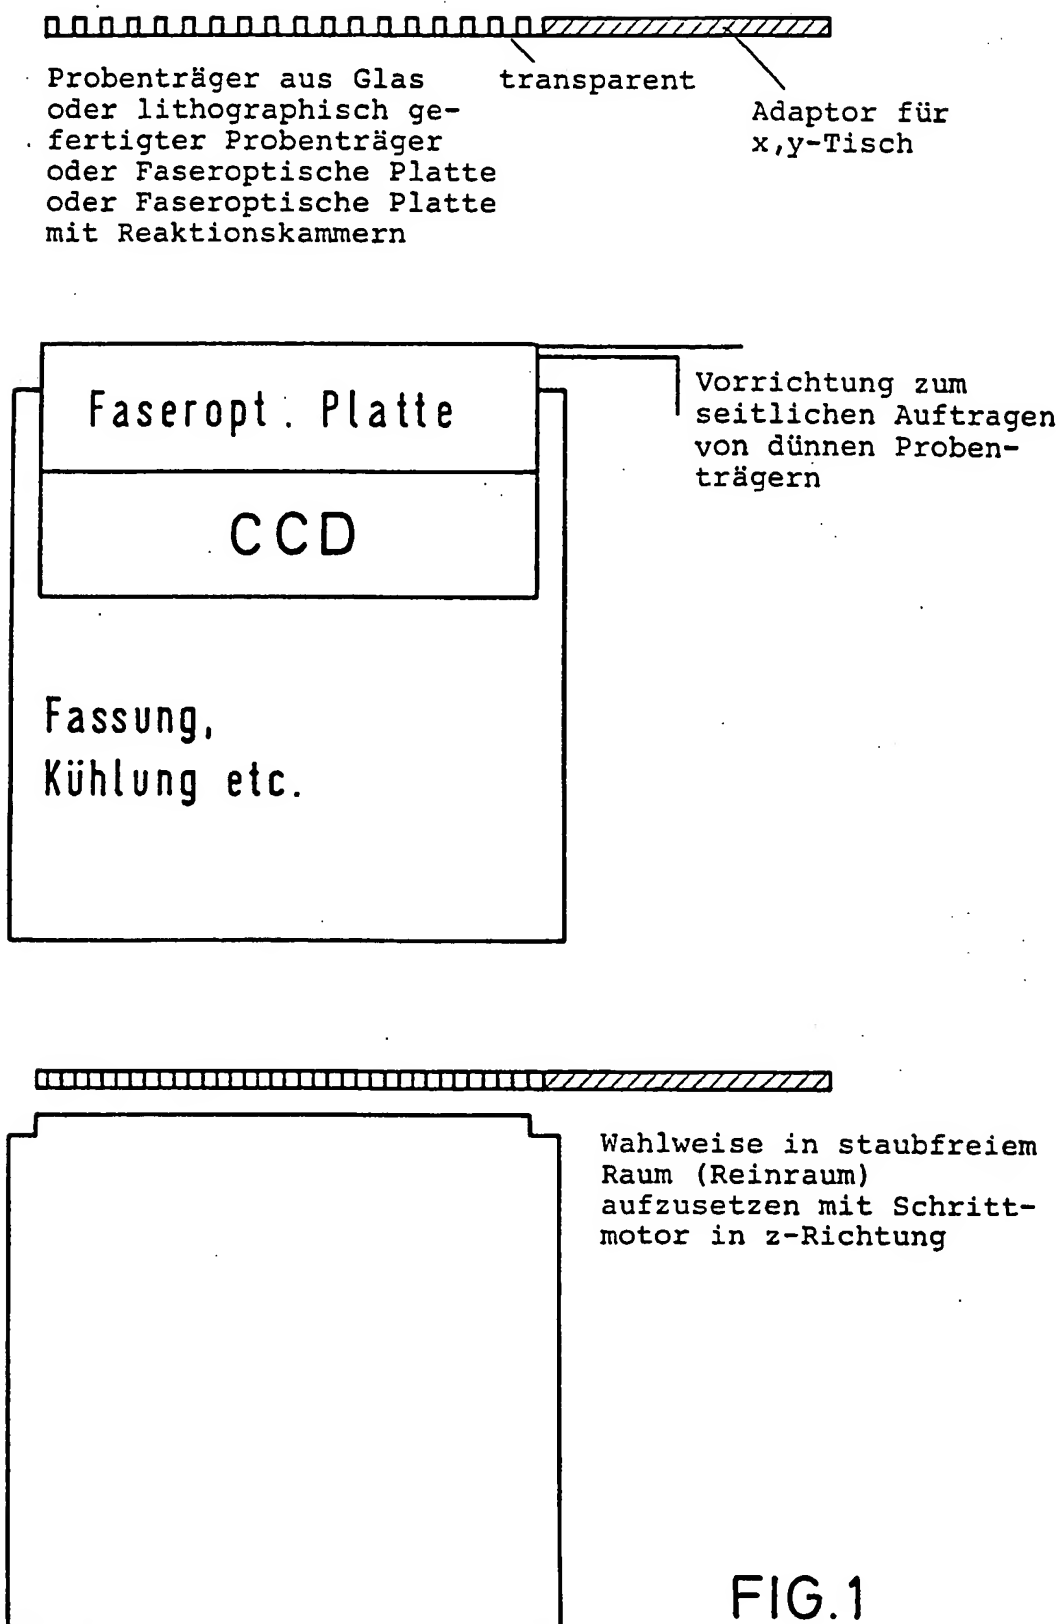 Probenträger aus Glas
oder lithographisch ge-
fertigter Probenträger
oder Faseroptische Platte
oder Faseroptische Platte
mit Reaktionskammern
transparent
Adaptor für
x,y-Tisch
Faseropt. Platte
CCD
Fassung,
Kühlung etc.
Vorrichtung zum
seitlichen Auftragen
von dünnen Proben-
trägern
Wahlweise in staubfreiem
Raum (Reinraum)
aufzusetzen mit Schritt-
motor in z-Richtung
FIG.1